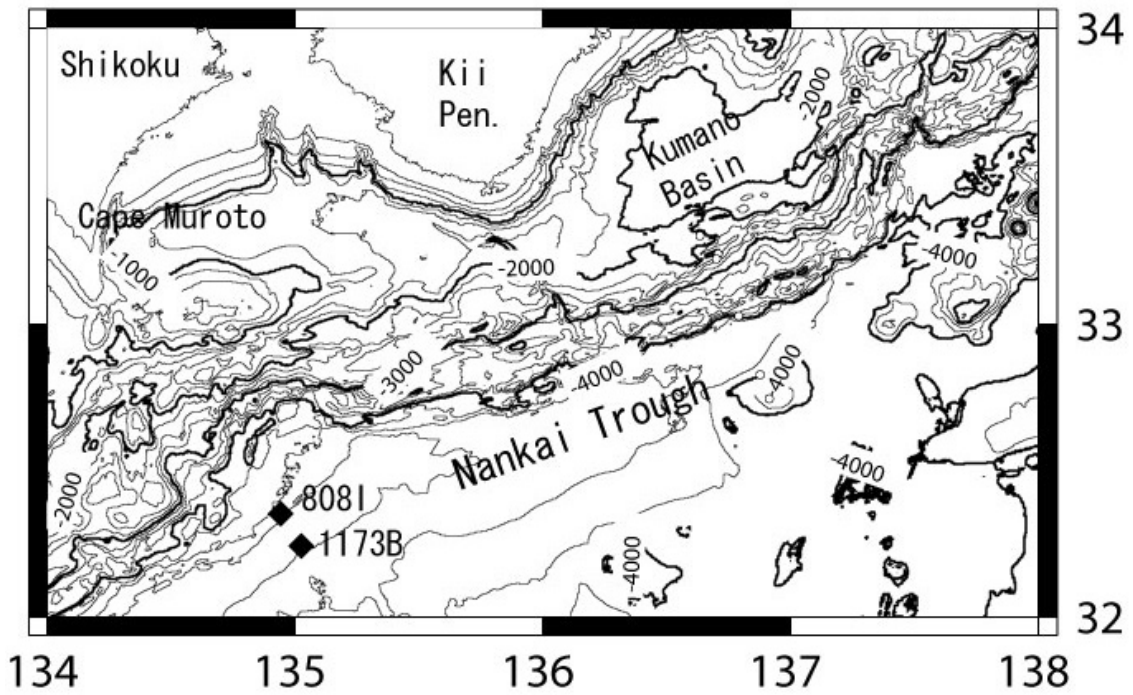 34
Shikoku
Kii
Pen.
-2000
Kumano
Basin
Cape Muroto
-1000
-2000
-4000
33
-3000
-4000
-4000
Nankai Trough
-2000
808I
-4000
1173B
-4000
32
134
135
136
137
138